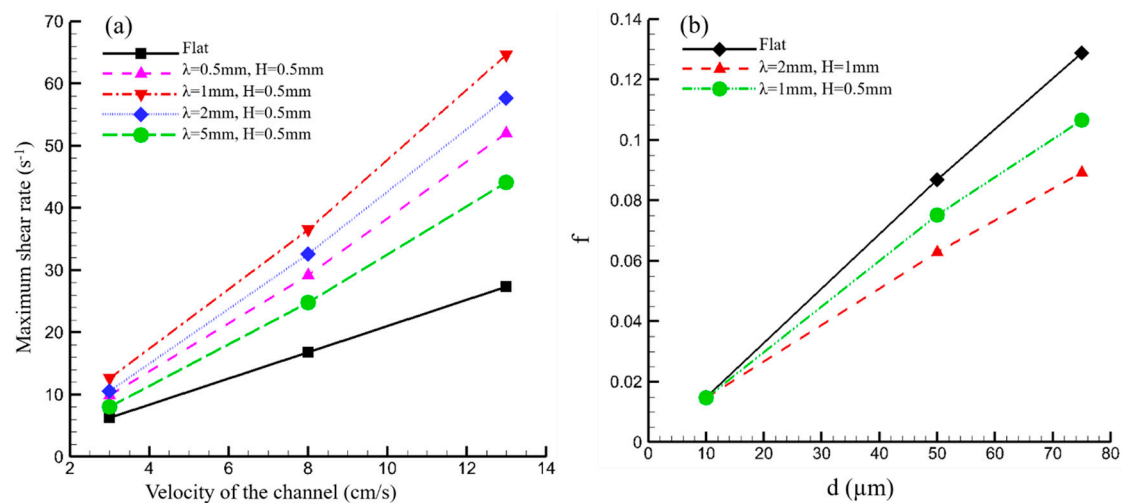 (a)
70
60
50
40
30
20
10
0
Maximum shear rate (s⁻¹)
Flat
λ=0.5mm, H=0.5mm
λ=1mm, H=0.5mm
λ=2mm, H=0.5mm
λ=5mm, H=0.5mm
2 4 6 8 10 12 14
Velocity of the channel (cm/s)
(b)
0.14
0.12
0.1
0.08
0.06
0.04
0.02
0
f
Flat
λ=2mm, H=1mm
λ=1mm, H=0.5mm
0 10 20 30 40 50 60 70 80
d (µm)